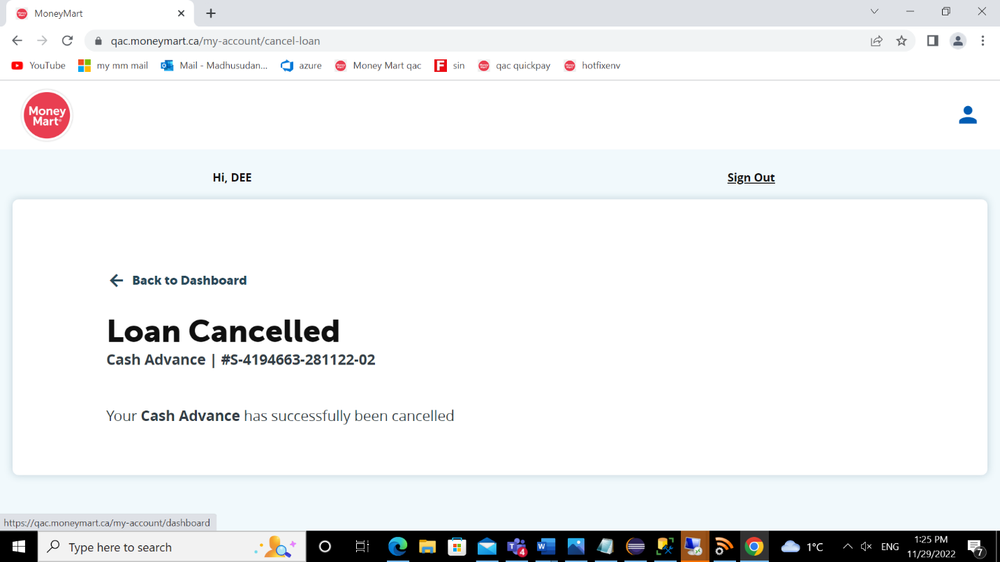 MoneyMart
qac.moneymart.ca/my-account/cancel-loan
YouTube my mm mail Mail - Madhusudan... azure Money Mart qac sin qac quickpay hotfixenv
Money
Mart
Hi, DEE Sign Out
Back to Dashboard
Loan Cancelled
Cash Advance | #S-4194663-281122-02
Your Cash Advance has successfully been cancelled
https://qac.moneymart.ca/my-account/dashboard
Type here to search 4 1°C ENG 1:25 PM
11/29/2022 7